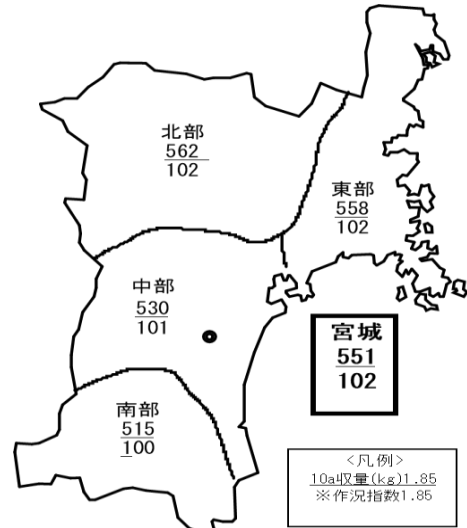 北部
562
102
東部
558
102
中部
530
101
宮城
551
102
南部
515
100
<凡例>
10a収量(kg)1.85
※作況指数1.85